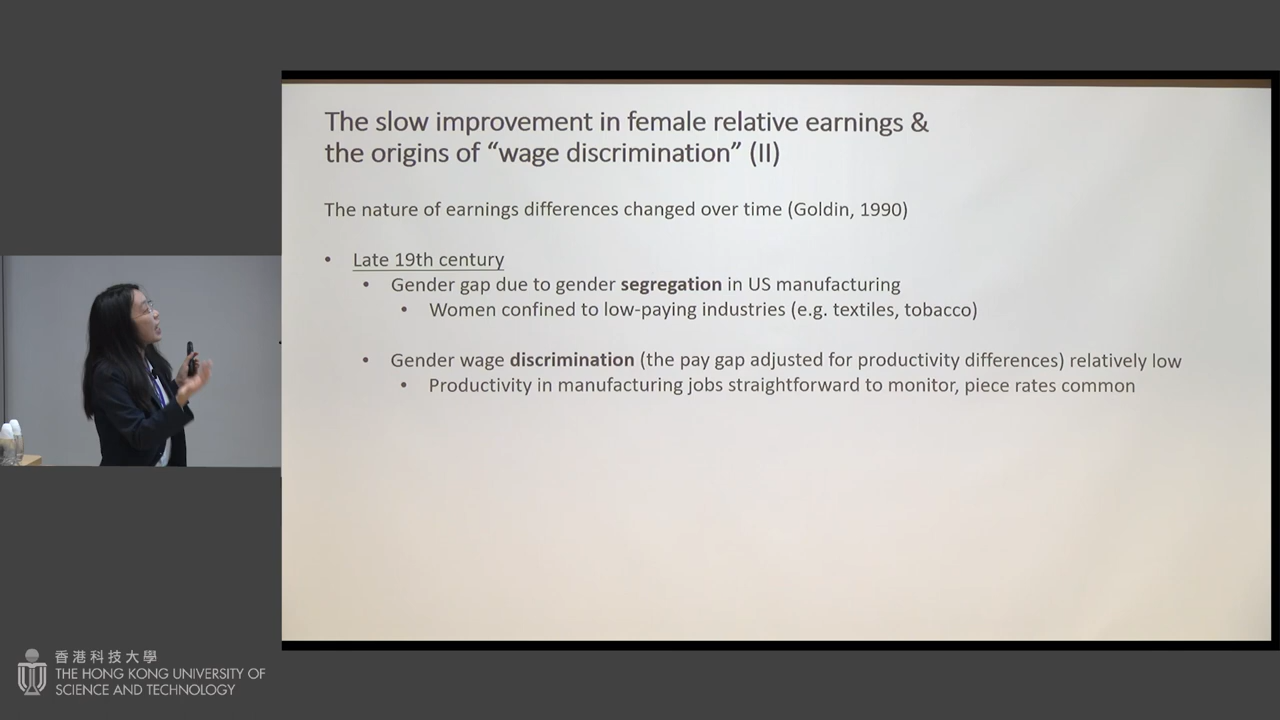 The slow improvement in female relative earnings &
the origins of “wage discrimination” (II)
The nature of earnings differences changed over time (Goldin, 1990)
• Late 19th century
• Gender gap due to gender segregation in US manufacturing
• Women confined to low-paying industries (e.g. textiles, tobacco)
• Gender wage discrimination (the pay gap adjusted for productivity differences) relatively low
• Productivity in manufacturing jobs straightforward to monitor, piece rates common
香港科技大學
THE HONG KONG UNIVERSITY OF
SCIENCE AND TECHNOLOGY